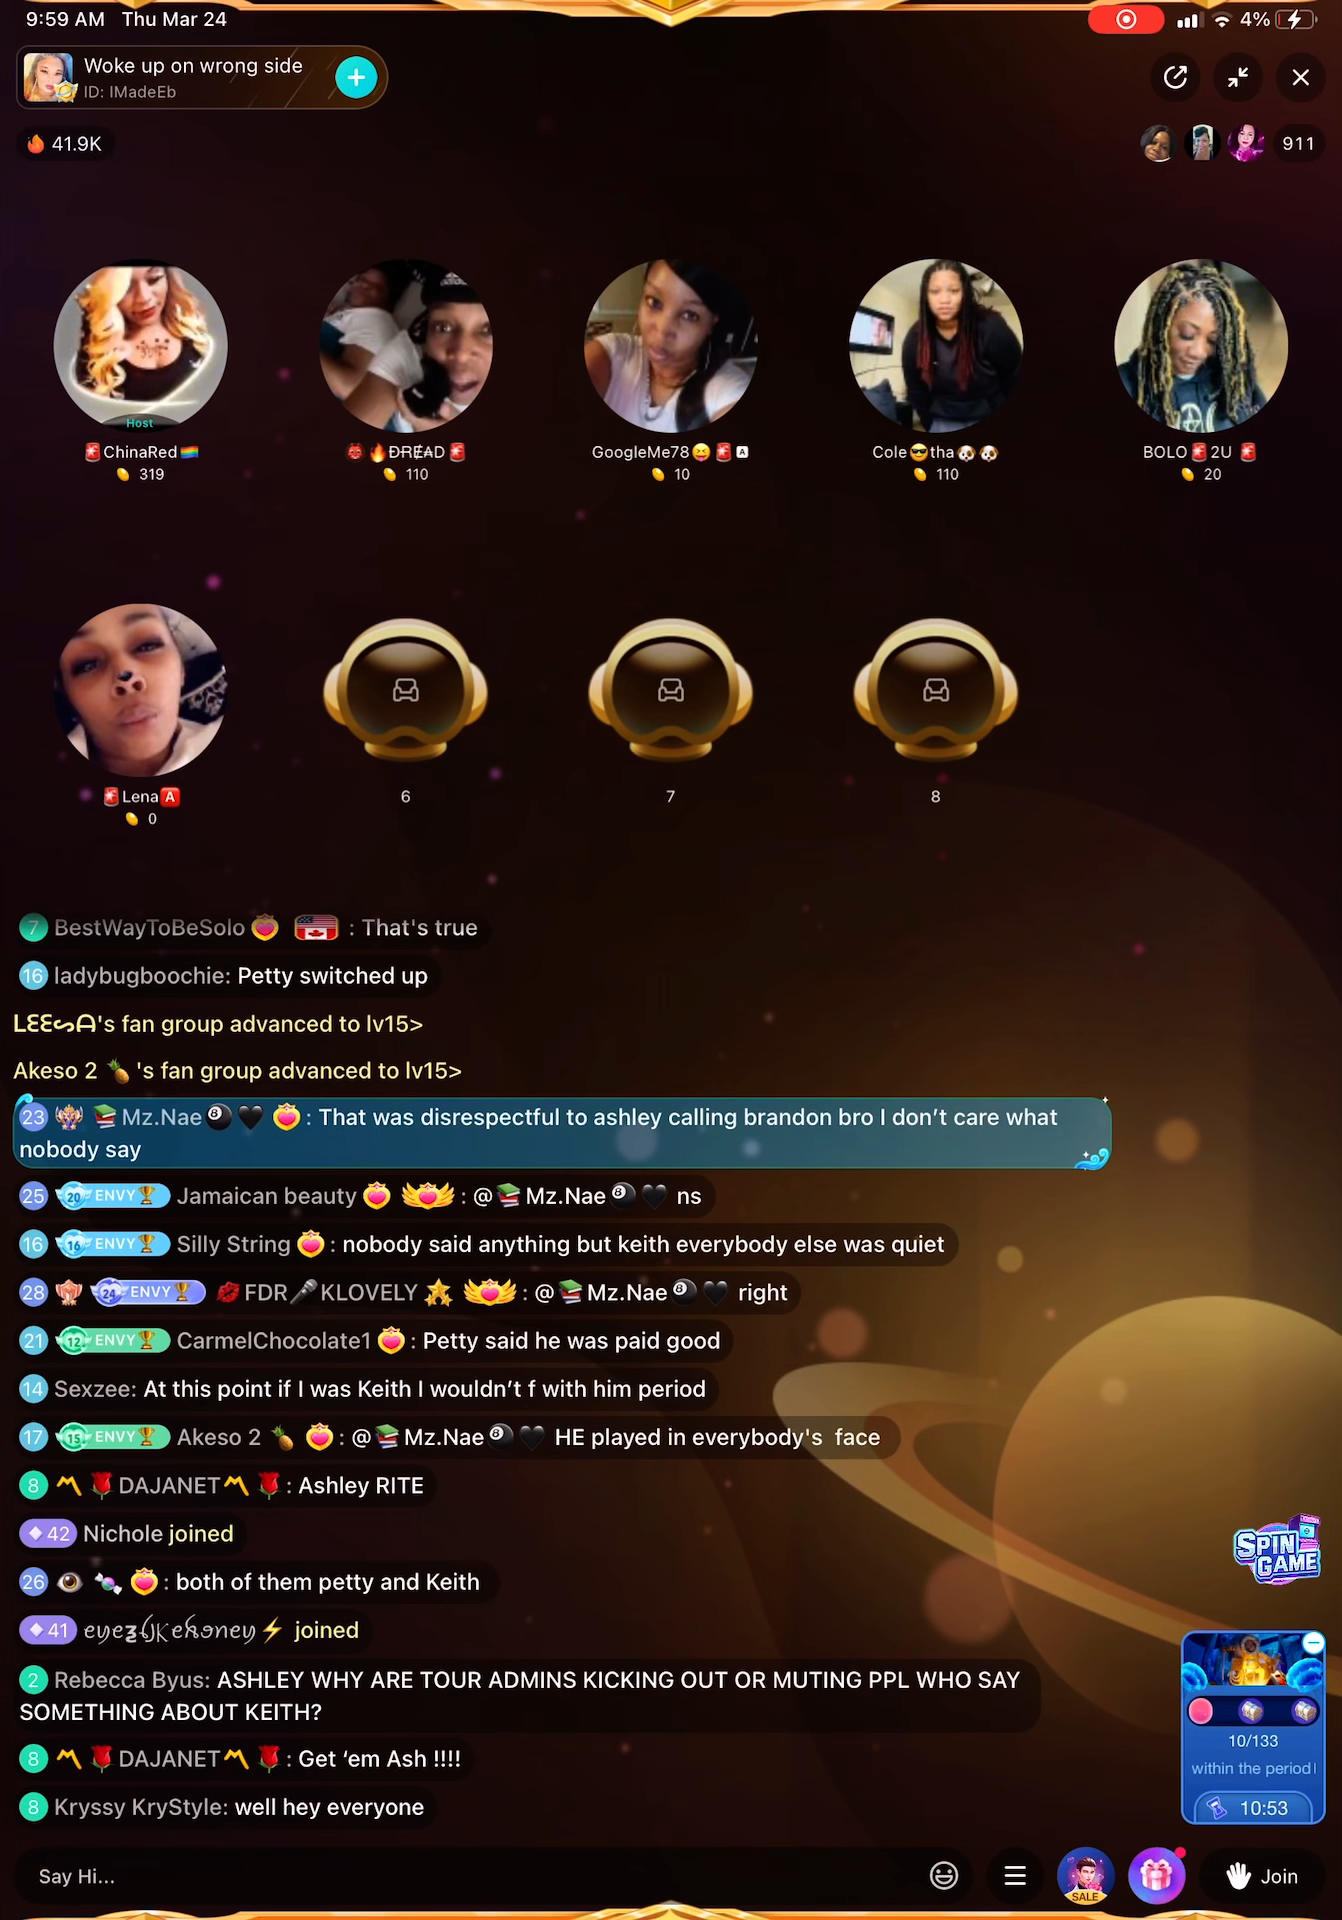 9:59 AM Thu Mar 24
4%
Woke up on wrong side
ID: IMadeEb
🔥 41.9K
911
Host
🚨ChinaRed🏳️‍🌈
319
👹🔥DREAD🚨
110
GoogleMe78😝🚨🅰
10
Cole😎tha🐶🐶
110
BOLO🚨2U 🚨
20
🚨Lena🅰
0
6
7
8
7 BestWayToBeSolo : That's true
16 ladybugboochie: Petty switched up
LƐƐᔕᗩ's fan group advanced to lv15>
Akeso 2 🍍 's fan group advanced to lv15>
23 📚Mz.Nae🎱🖤 : That was disrespectful to ashley calling brandon bro I don’t care what
nobody say
25 20 ENVY🏆 Jamaican beauty : @📚Mz.Nae🎱🖤 ns
16 16 ENVY🏆 Silly String : nobody said anything but keith everybody else was quiet
28 24 ENVY🏆 💋FDR🎤KLOVELY : @📚Mz.Nae🎱🖤 right
21 12 ENVY🏆 CarmelChocolate1 : Petty said he was paid good
14 Sexzee: At this point if I was Keith I wouldn’t f with him period
17 15 ENVY🏆 Akeso 2 🍍 : @📚Mz.Nae🎱🖤 HE played in everybody's face
8 〽️🌹DAJANET〽️🌹: Ashley RITE
42 Nichole joined
26 👁️🍬 : both of them petty and Keith
41 eyeʒlJKehoney⚡ joined
2 Rebecca Byus: ASHLEY WHY ARE TOUR ADMINS KICKING OUT OR MUTING PPL WHO SAY
SOMETHING ABOUT KEITH?
8 〽️🌹DAJANET〽️🌹: Get ‘em Ash !!!!
8 Kryssy KryStyle: well hey everyone
SPIN
GAME
10/133
within the period
10:53
Say Hi...
SALE
Join